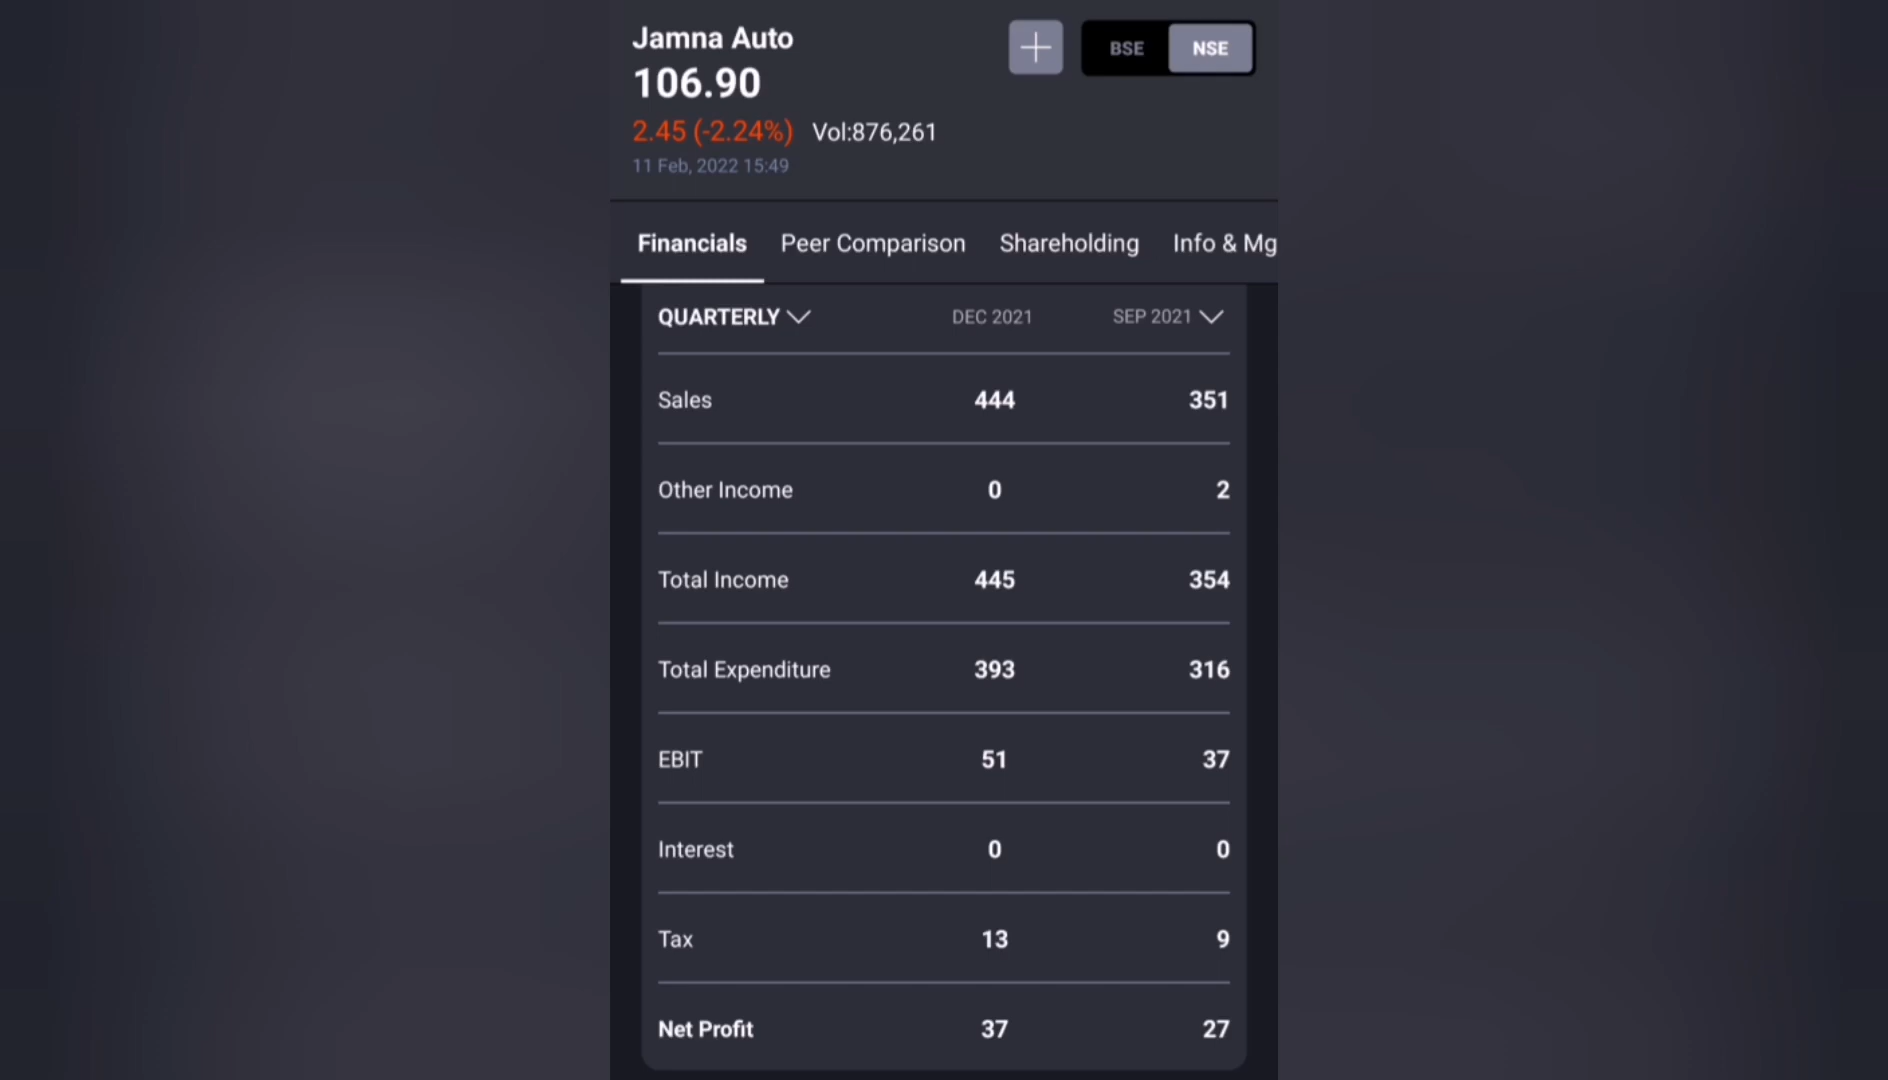 Jamna Auto
106.90
BSE NSE
2.45 (-2.24%) Vol:876,261
11 Feb, 2022 15:49
Financials Peer Comparison Shareholding Info & Mg
QUARTERLY DEC 2021 SEP 2021
Sales 444 351
Other Income 0 2
Total Income 445 354
Total Expenditure 393 316
EBIT 51 37
Interest 0 0
Tax 13 9
Net Profit 37 27